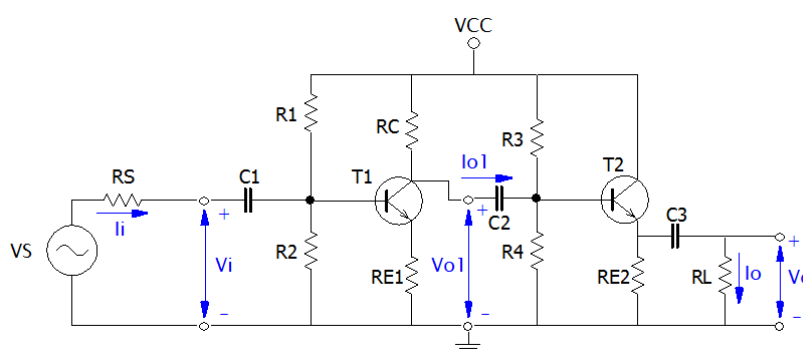 VCC
R1
RC
R3
Io1
T2
RS
C1
T1
+
Ii
+
C2
C3
+
VS
Vi
R2
RE1
Vo1
R4
RE2
RL
Io
-
-
-